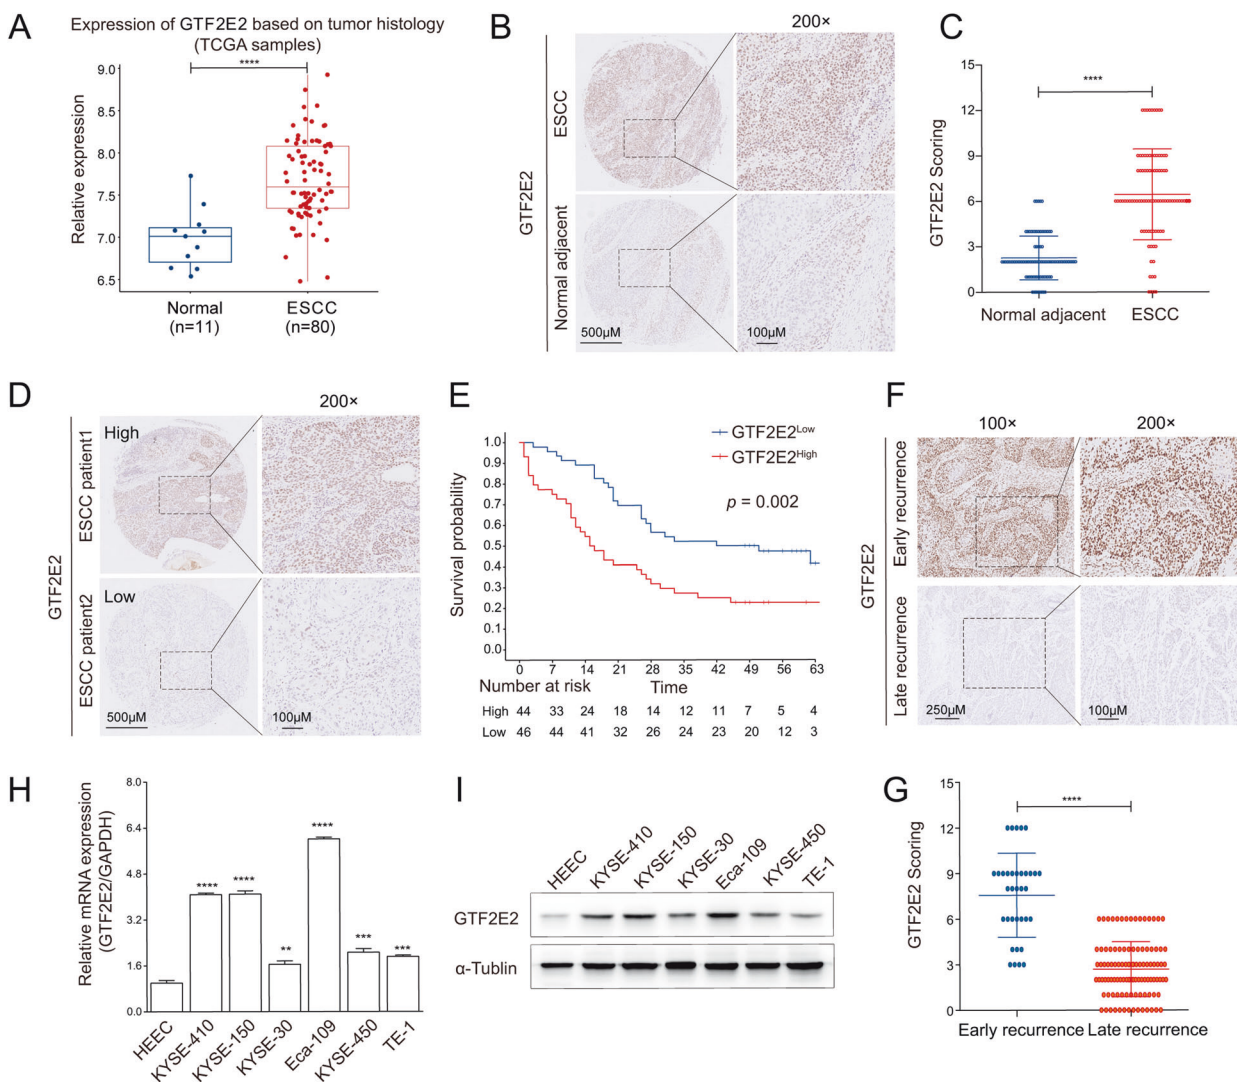 A
Expression of GTF2E2 based on tumor histology
(TCGA samples)
Relative expression
9.0
8.5
8.0
7.5
7.0
6.5
****
Normal
(n=11)
ESCC
(n=80)
B
200×
GTF2E2
ESCC
Normal adjacent
500μM
100μM
C
GTF2E2 Scoring
15
12
9
6
3
0
****
Normal adjacent
ESCC
D
200×
GTF2E2
ESCC patient1
ESCC patient2
High
Low
500μM
100μM
E
Survival probability
1.0
0.9
0.8
0.7
0.6
0.5
0.4
0.3
0.2
0.1
0.0
GTF2E2Low
GTF2E2High
p = 0.002
0 7 14 21 28 35 42 49 56 63
Number at risk Time
High 44 33 24 18 14 12 11 7 5 4
Low 46 44 41 32 26 24 23 20 12 3
F
100× 200×
GTF2E2
Early recurrence
Late recurrence
250μM
100μM
H
Relative mRNA expression
(GTF2E2/GAPDH)
8.0
6.4
4.8
3.2
1.6
0.0
****
****
**
****
***
***
HEEC
KYSE-410
KYSE-150
KYSE-30
Eca-109
KYSE-450
TE-1
I
HEEC
KYSE-410
KYSE-150
KYSE-30
Eca-109
KYSE-450
TE-1
GTF2E2
α-Tublin
G
GTF2E2 Scoring
15
12
9
6
3
0
****
Early recurrence Late recurrence